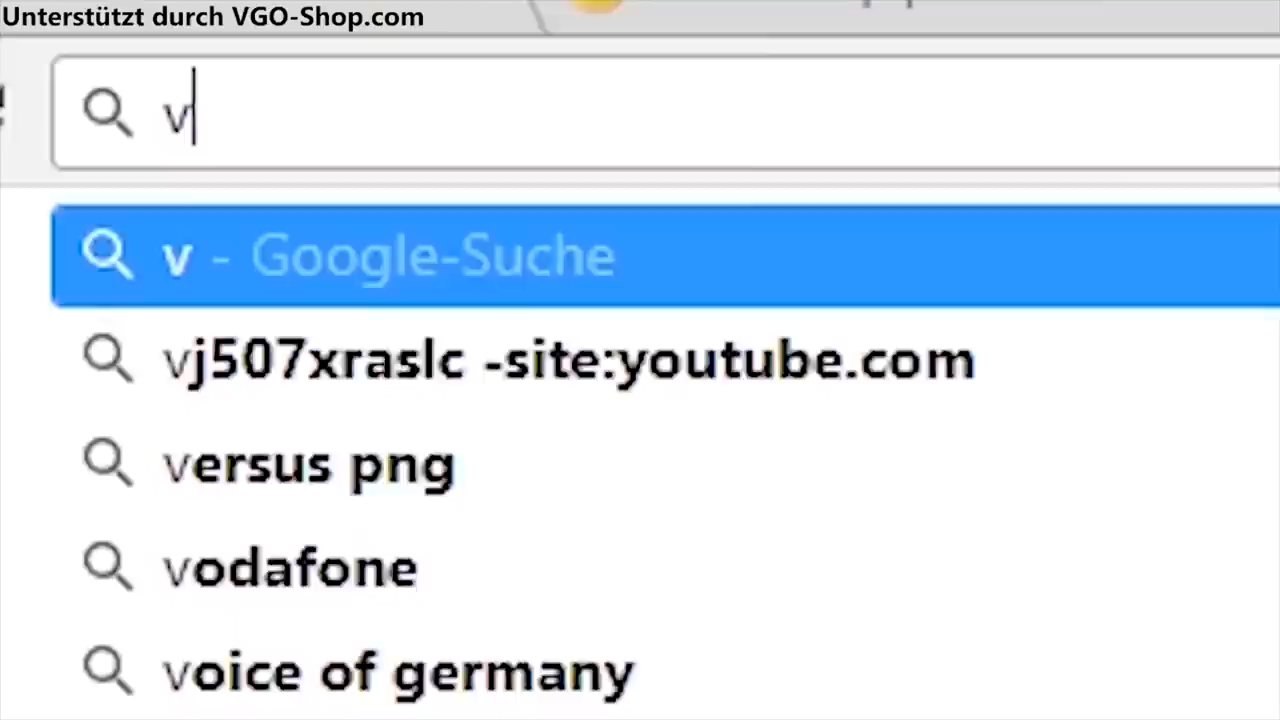 Unterstützt durch VGO-Shop.com
v
v - Google-Suche
vj507xraslc -site:youtube.com
versus png
vodafone
voice of germany